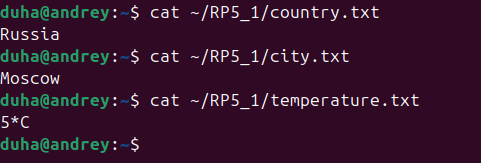 duha@andrey:~$ cat ~/RP5_1/country.txt
Russia
duha@andrey:~$ cat ~/RP5_1/city.txt
Moscow
duha@andrey:~$ cat ~/RP5_1/temperature.txt
5*C
duha@andrey:~$